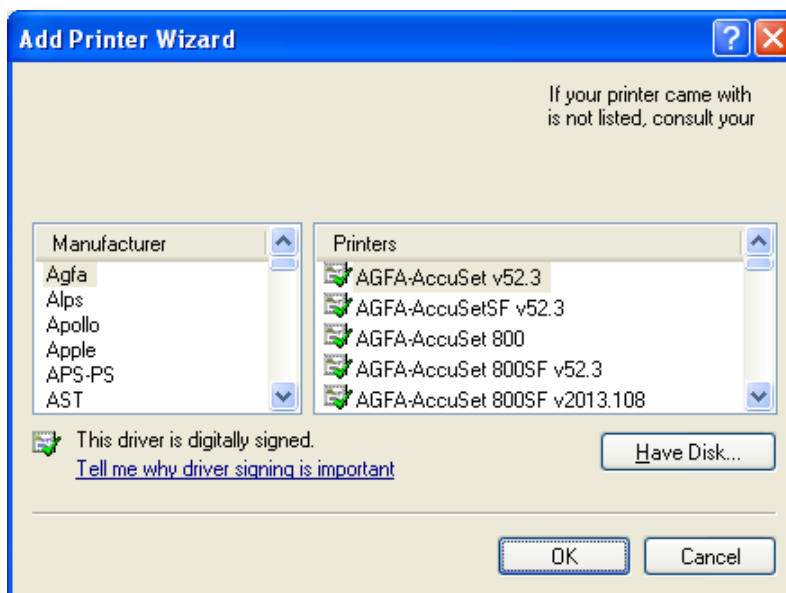 Add Printer Wizard
If your printer came with
is not listed, consult your
Manufacturer
Agfa
Alps
Apollo
Apple
APS-PS
AST
Printers
AGFA-AccuSet v52.3
AGFA-AccuSetSF v52.3
AGFA-AccuSet 800
AGFA-AccuSet 800SF v52.3
AGFA-AccuSet 800SF v2013.108
This driver is digitally signed.
Tell me why driver signing is important
Have Disk...
OK
Cancel